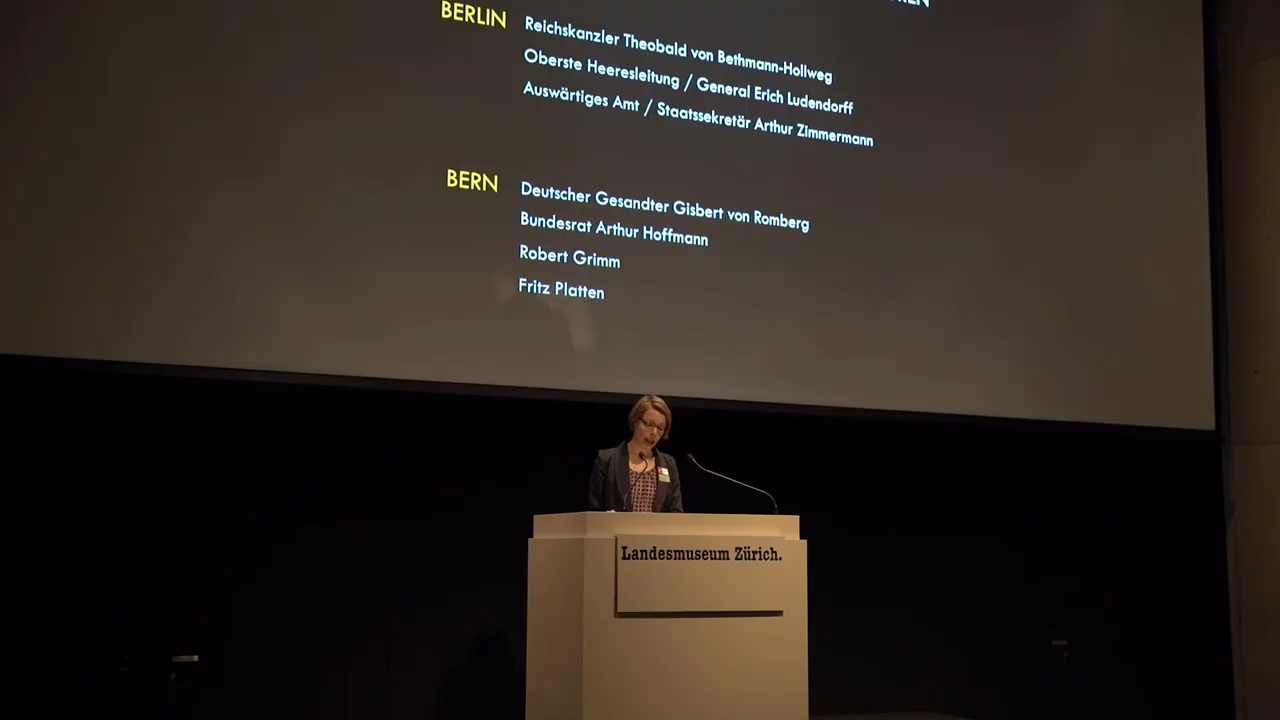 BERLIN Reichskanzler Theobald von Bethmann-Hollweg
Oberste Heeresleitung / General Erich Ludendorff
Auswärtiges Amt / Staatssekretär Arthur Zimmermann
BERN Deutscher Gesandter Gisbert von Romberg
Bundesrat Arthur Hoffmann
Robert Grimm
Fritz Platten
Landesmuseum Zürich.